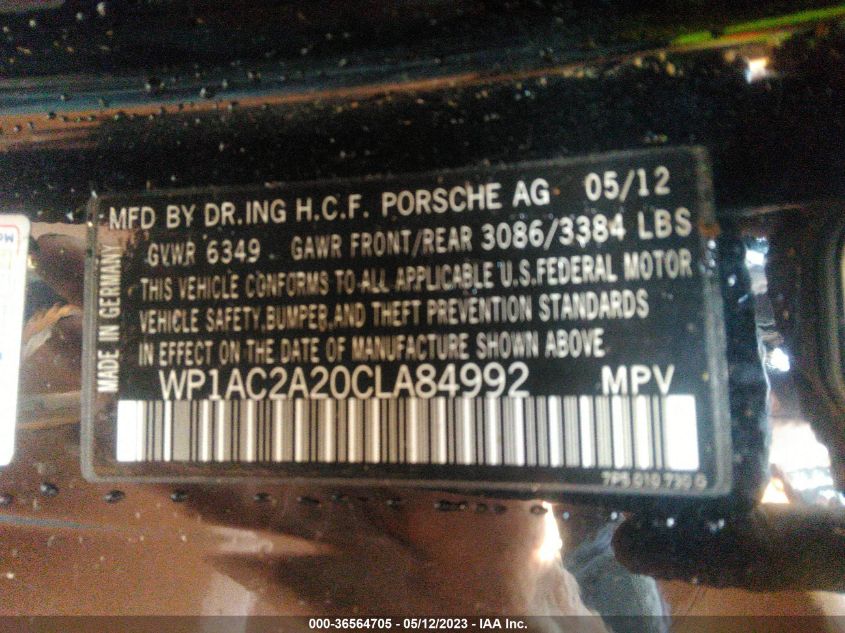 MFD BY DR.ING H.C.F. PORSCHE AG 05/12
GVWR 6349 GAWR FRONT/REAR 3086/3384 LBS
THIS VEHICLE CONFORMS TO ALL APPLICABLE U.S.FEDERAL MOTOR
VEHICLE SAFETY,BUMPER,AND THEFT PREVENTION STANDARDS
IN EFFECT ON THE DATE OF MANUFACTURE SHOWN ABOVE
MADE IN GERMANY
WP1AC2A20CLA84992 MPV
7P5 010 730 G
000-36564705 - 05/12/2023 - IAA Inc.